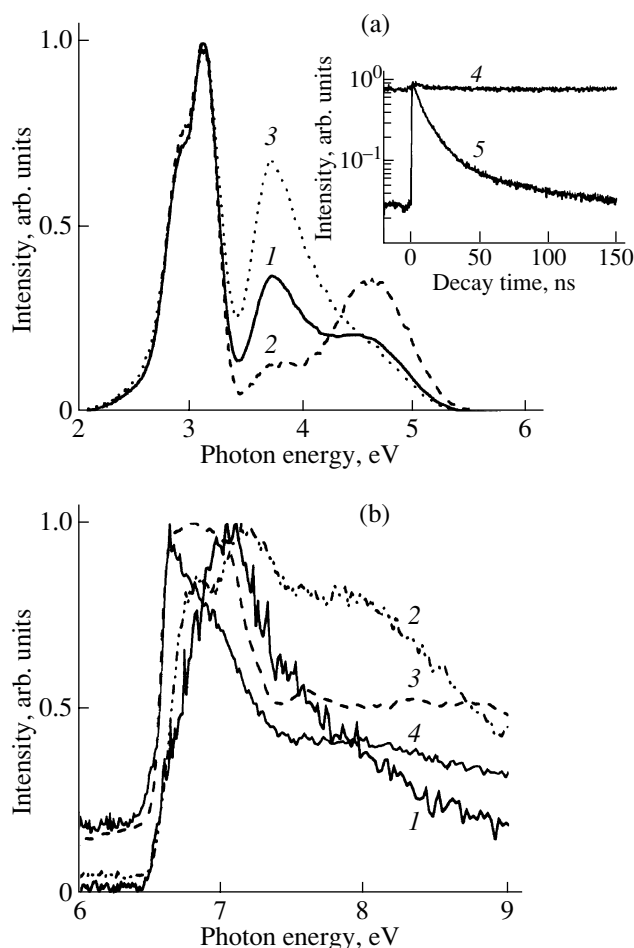 (a)
1.0
0.5
0
Intensity, arb. units
3
1
2
2 3 4 5 6
Photon energy, eV
10^0
10^–1
Intensity, arb. units
4
5
0 50 100 150
Decay time, ns
(b)
1.0
0.5
0
Intensity, arb. units
2
3
4
1
6 7 8 9
Photon energy, eV